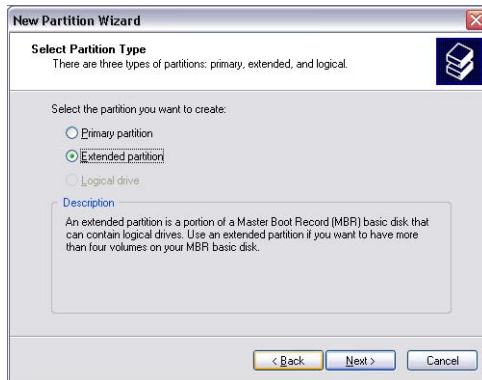 New Partition Wizard
Select Partition Type
There are three types of partitions: primary, extended, and logical.
Select the partition you want to create:
Primary partition
Extended partition
Logical drive
Description
An extended partition is a portion of a Master Boot Record (MBR) basic disk that
can contain logical drives. Use an extended partition if you want to have more
than four volumes on your MBR basic disk.
< Back Next > Cancel